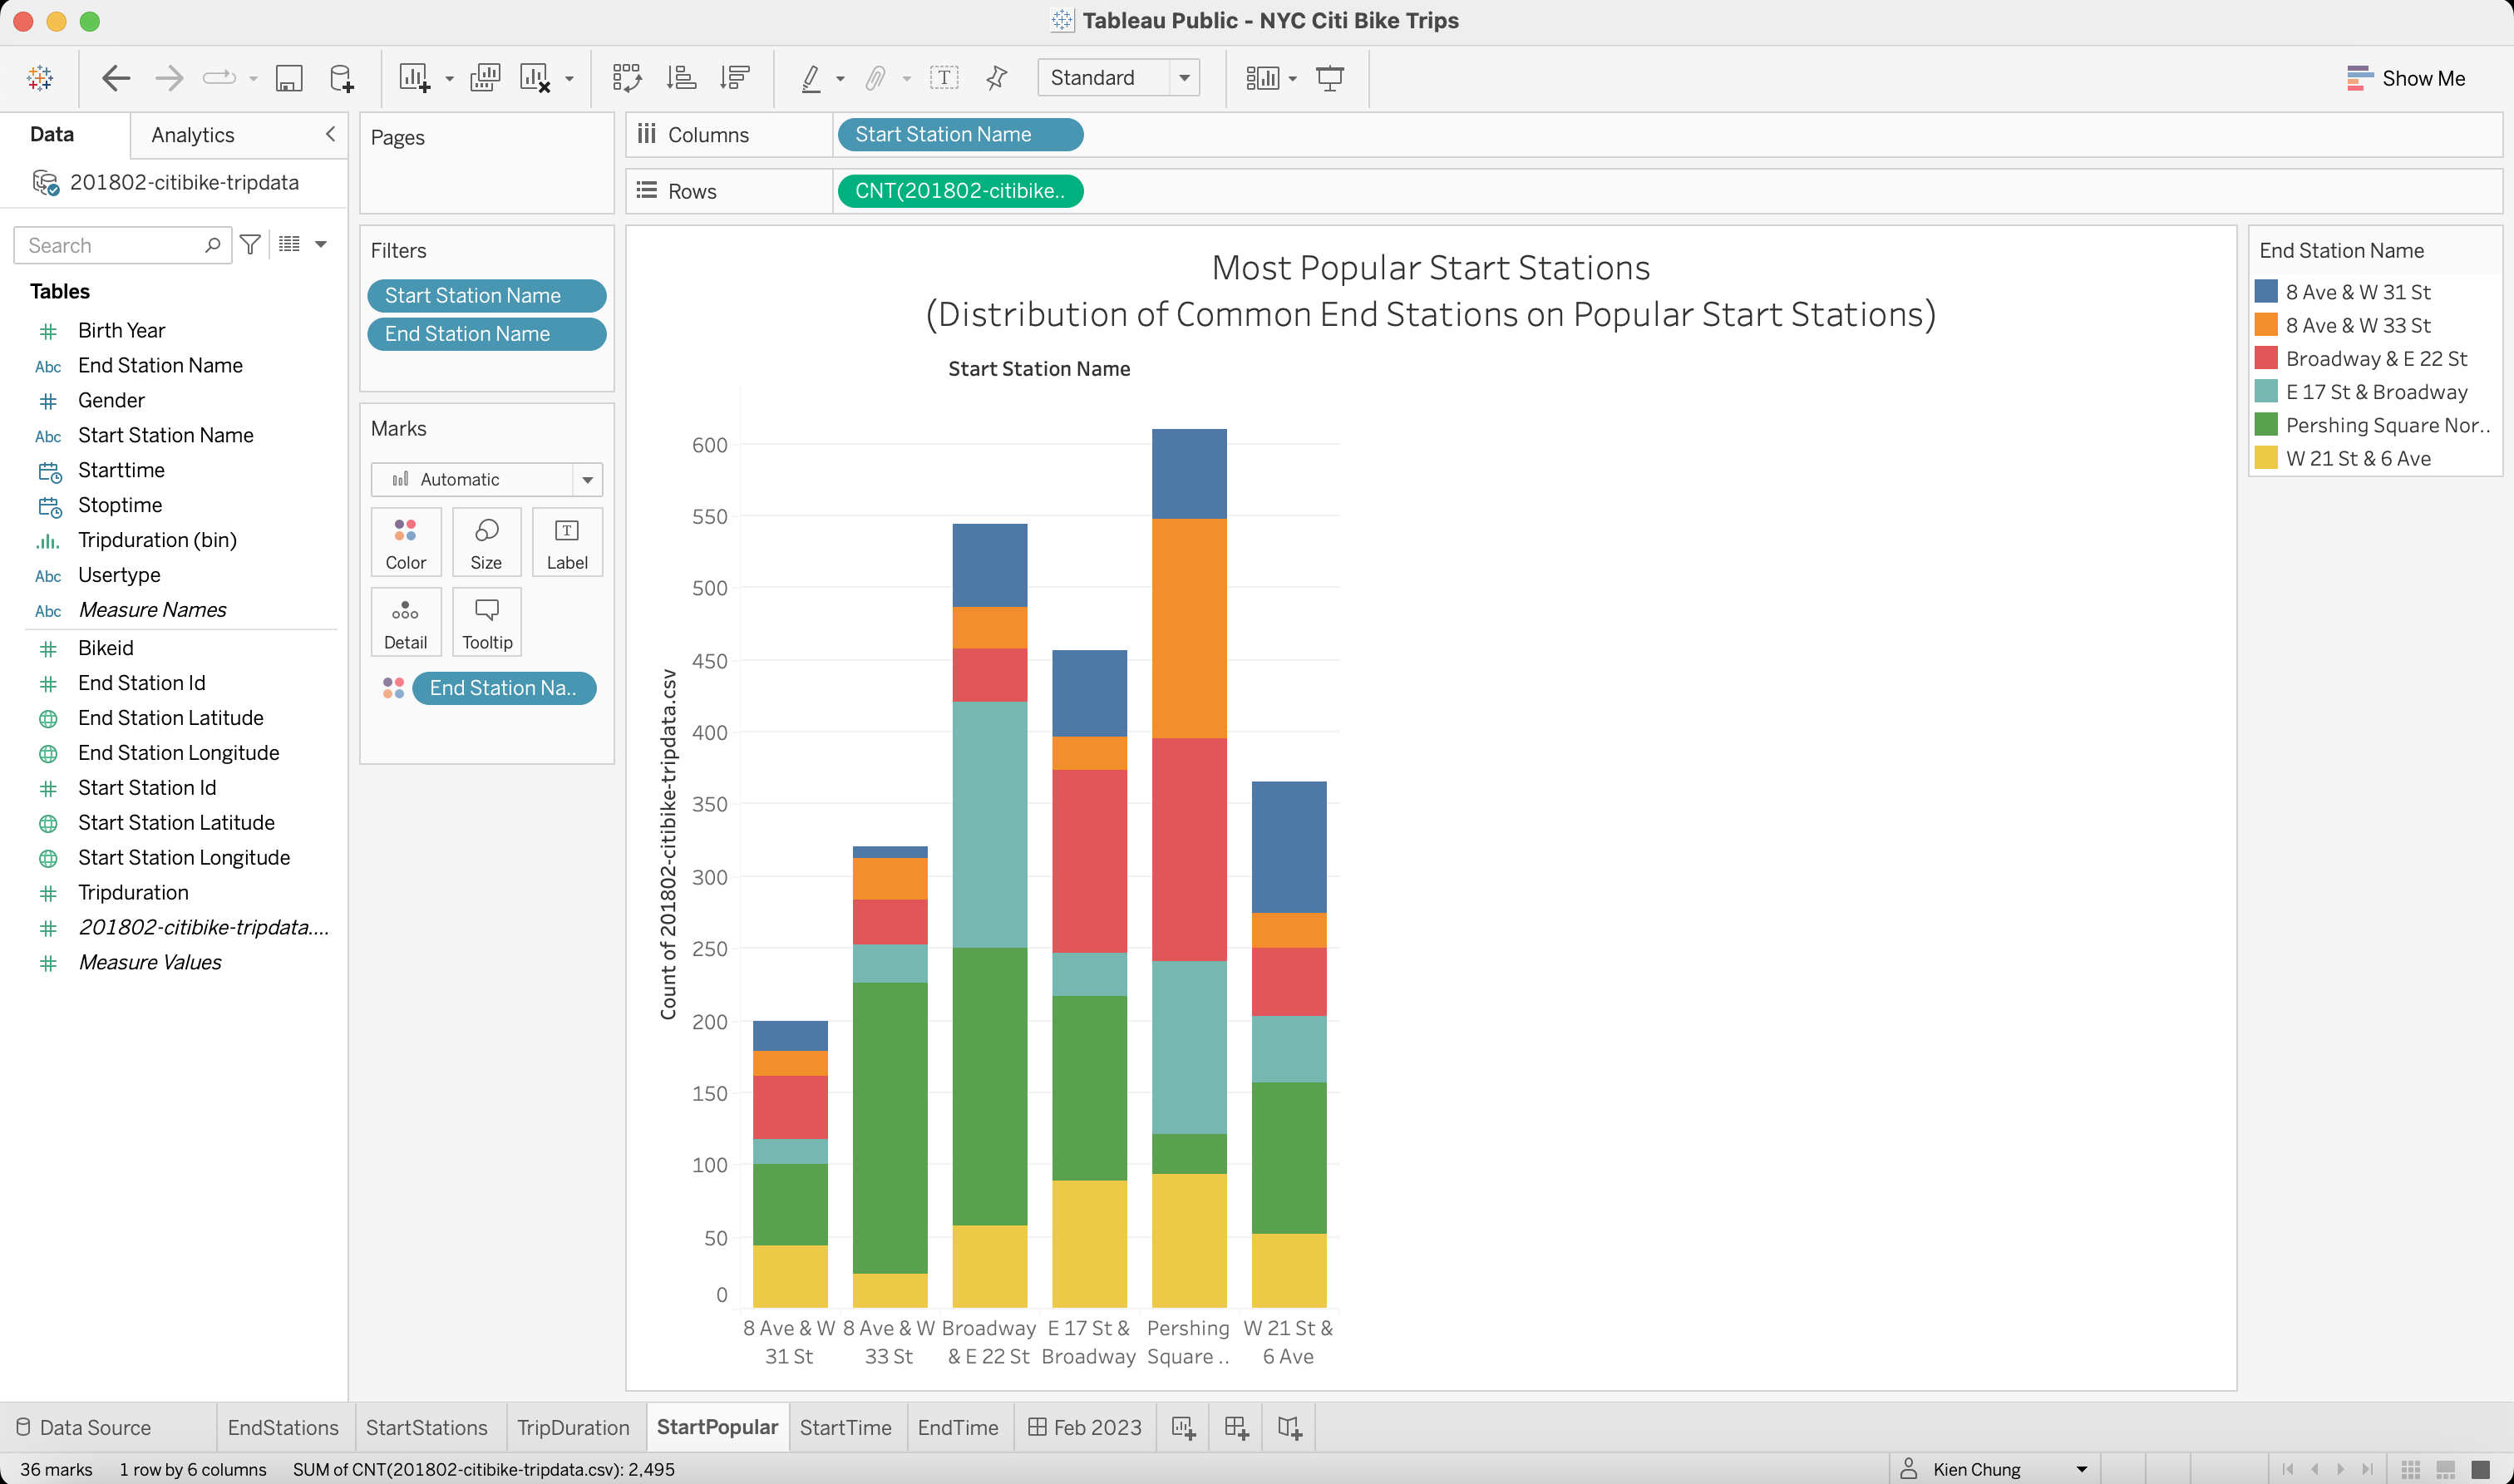 Tableau Public - NYC Citi Bike Trips
Standard
Show Me
Data
Analytics
201802-citibike-tripdata
Search
Tables
Birth Year
Abc End Station Name
Gender
Abc Start Station Name
Starttime
Stoptime
Tripduration (bin)
Abc Usertype
Abc Measure Names
Bikeid
End Station Id
End Station Latitude
End Station Longitude
Start Station Id
Start Station Latitude
Start Station Longitude
Tripduration
201802-citibike-tripdata....
Measure Values
Pages
Filters
Start Station Name
End Station Name
Marks
Automatic
Color
Size
T
Label
Detail
Tooltip
End Station Na..
Columns
Start Station Name
Rows
CNT(201802-citibike..
Most Popular Start Stations
(Distribution of Common End Stations on Popular Start Stations)
Start Station Name
Count of 201802-citibike-tripdata.csv
600
550
500
450
400
350
300
250
200
150
100
50
0
8 Ave & W
31 St
8 Ave & W
33 St
Broadway
& E 22 St
E 17 St &
Broadway
Pershing
Square ..
W 21 St &
6 Ave
End Station Name
8 Ave & W 31 St
8 Ave & W 33 St
Broadway & E 22 St
E 17 St & Broadway
Pershing Square Nor..
W 21 St & 6 Ave
Data Source
EndStations
StartStations
TripDuration
StartPopular
StartTime
EndTime
Feb 2023
36 marks
1 row by 6 columns
SUM of CNT(201802-citibike-tripdata.csv): 2,495
Kien Chung